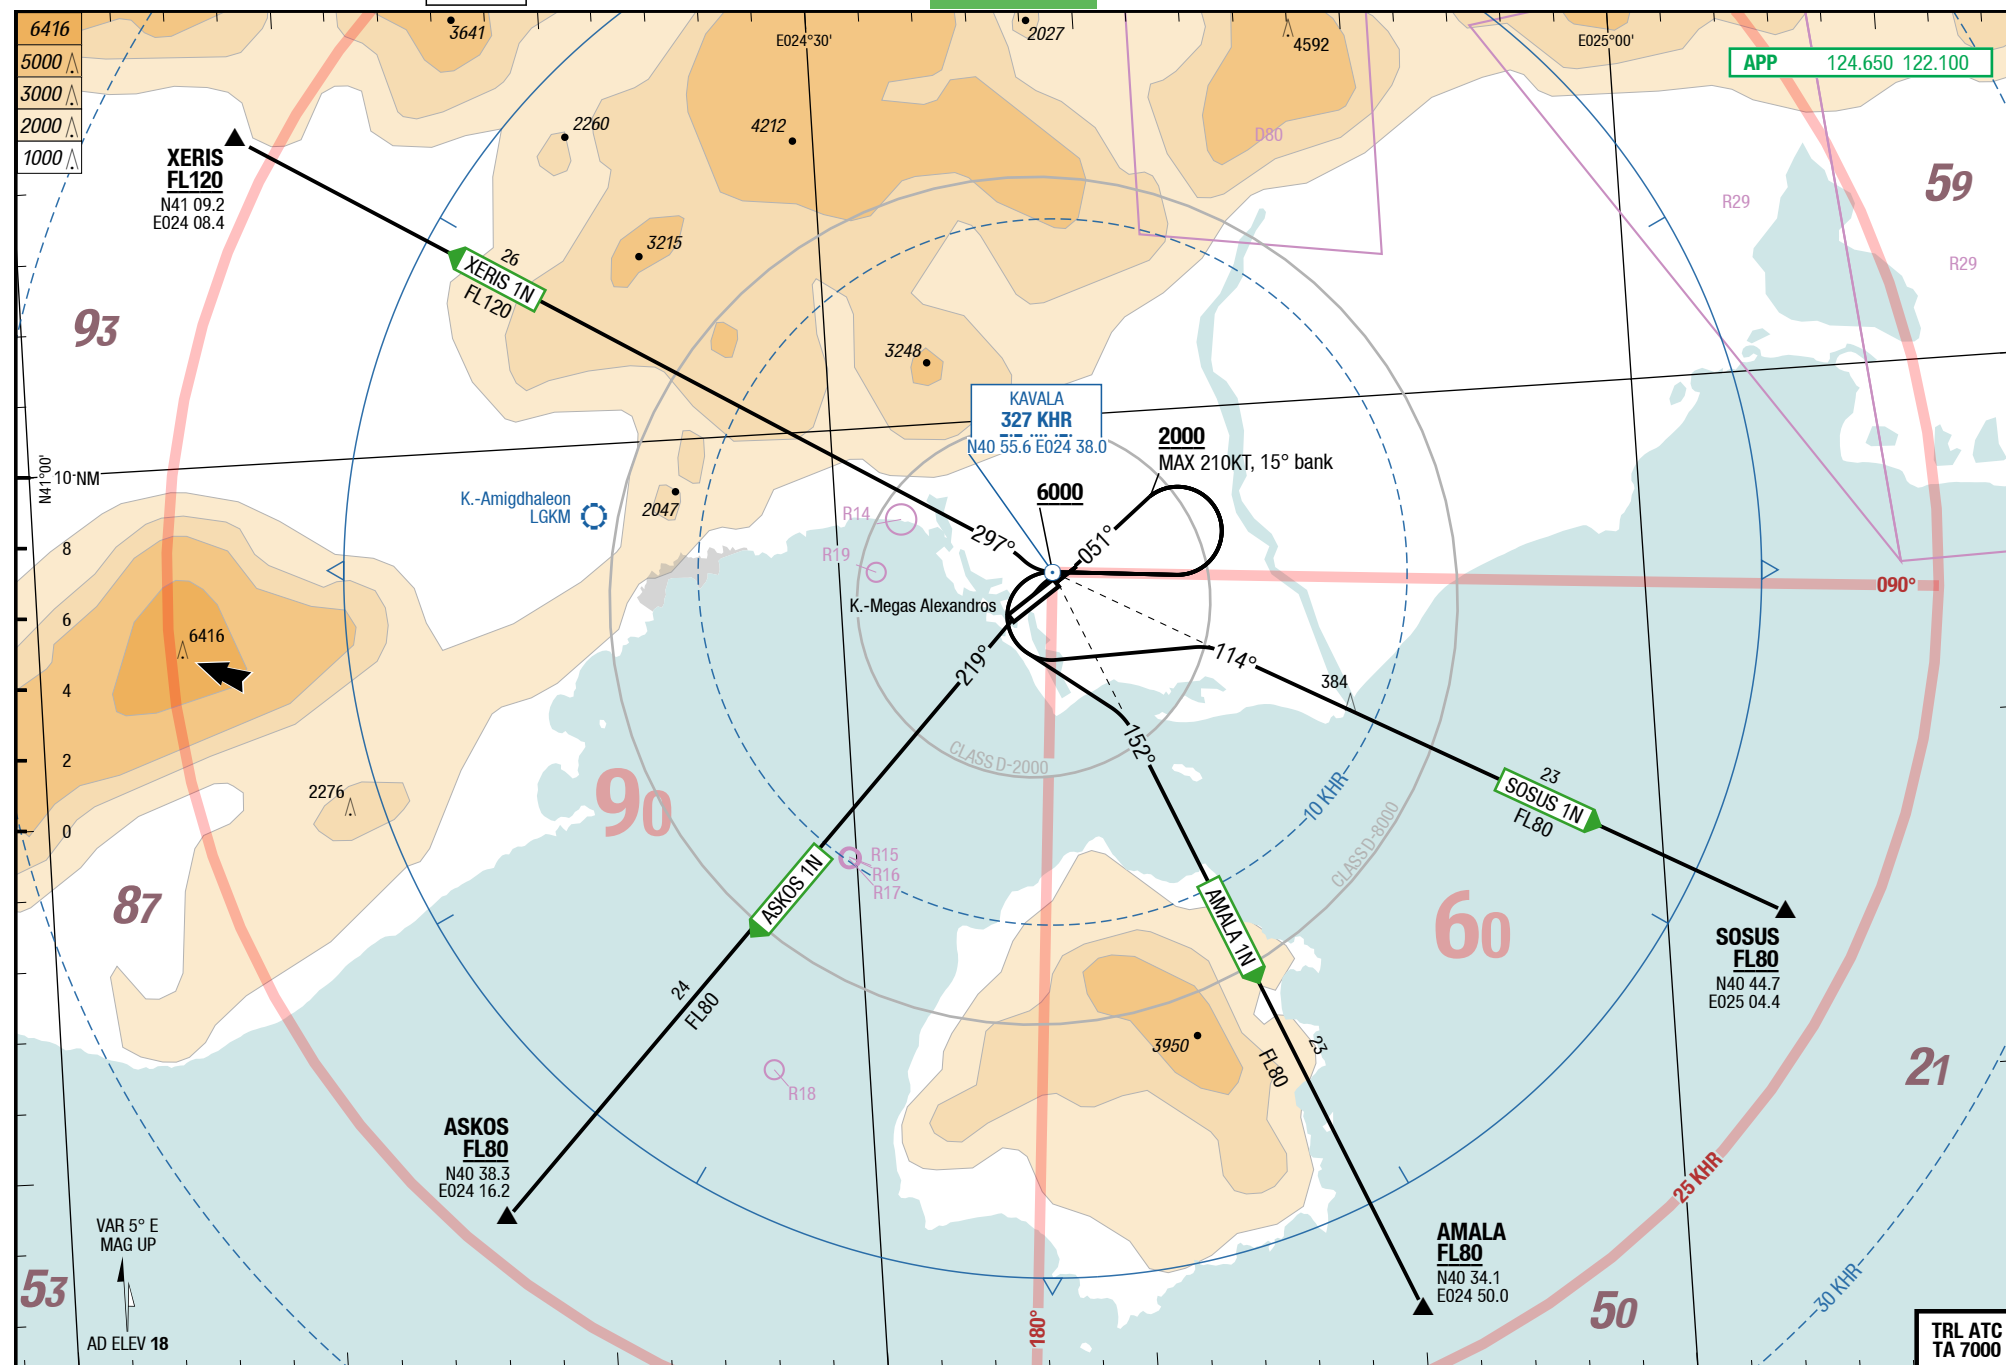 6416
5000
3000
2000
1000
3641
E024°30'
2027
4592
E025°00'
APP 124.650 122.100
2260
4212
D80
XERIS
FL120
N41 09.2
E024 08.4
59
R29
R29
3215
26
XERIS 1N
FL120
93
3248
KAVALA
327 KHR
N40 55.6 E024 38.0
2000
MAX 210KT, 15° bank
N41°00'
10 NM
8
6
4
2
0
K.-Amigdhaleon
LGKM
2047
6000
R14
R19
297°
051°
K.-Megas Alexandros
090°
6416
219°
114°
384
152°
CLASS D-2000
2276
90
10 KHR
CLASS D-8000
23
SOSUS 1N
FL80
R15
R16
R17
ASKOS 1N
AMALA 1N
87
60
SOSUS
FL80
N40 44.7
E025 04.4
24
FL80
3950
23
FL80
21
R18
ASKOS
FL80
N40 38.3
E024 16.2
25 KHR
VAR 5° E
MAG UP
AMALA
FL80
N40 34.1
E024 50.0
30 KHR
53
180°
50
AD ELEV 18
TRL ATC
TA 7000